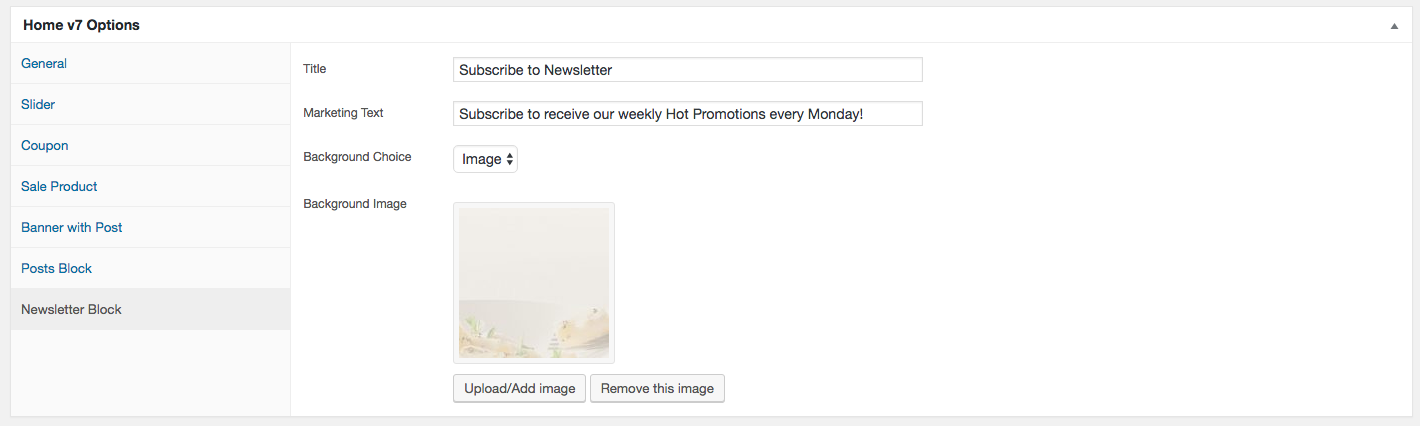 Home v7 Options
General
Slider
Coupon
Sale Product
Banner with Post
Posts Block
Newsletter Block
Title
Subscribe to Newsletter
Marketing Text
Subscribe to receive our weekly Hot Promotions every Monday!
Background Choice
Image
Background Image
Upload/Add image
Remove this image